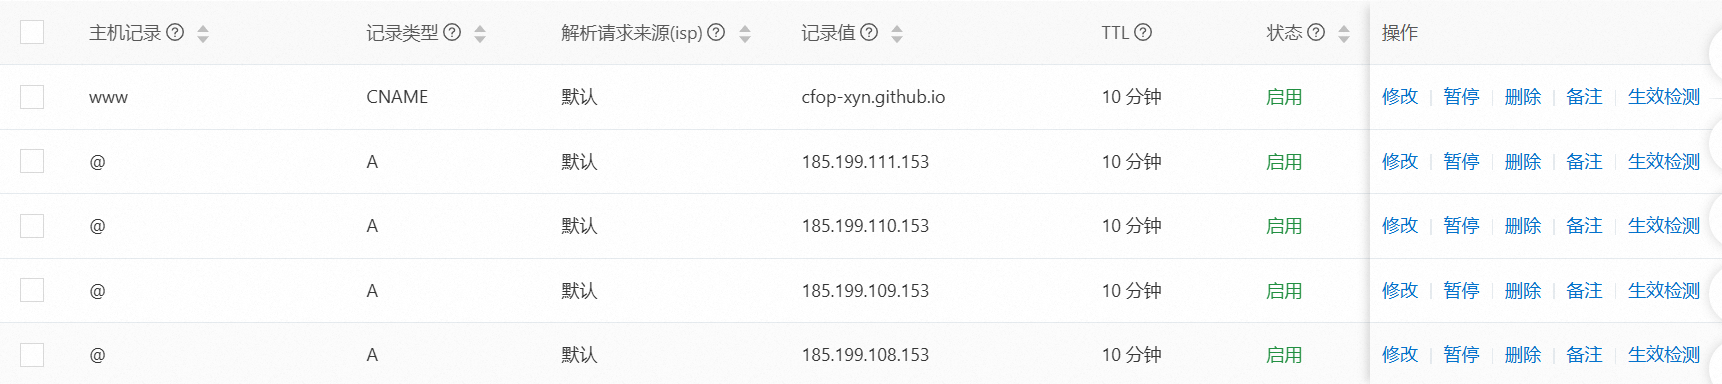 主机记录 记录类型 解析请求来源(isp) 记录值 TTL 状态 操作
www CNAME 默认 cfop-xyn.github.io 10 分钟 启用 修改 暂停 删除 备注 生效检测
@ A 默认 185.199.111.153 10 分钟 启用 修改 暂停 删除 备注 生效检测
@ A 默认 185.199.110.153 10 分钟 启用 修改 暂停 删除 备注 生效检测
@ A 默认 185.199.109.153 10 分钟 启用 修改 暂停 删除 备注 生效检测
@ A 默认 185.199.108.153 10 分钟 启用 修改 暂停 删除 备注 生效检测